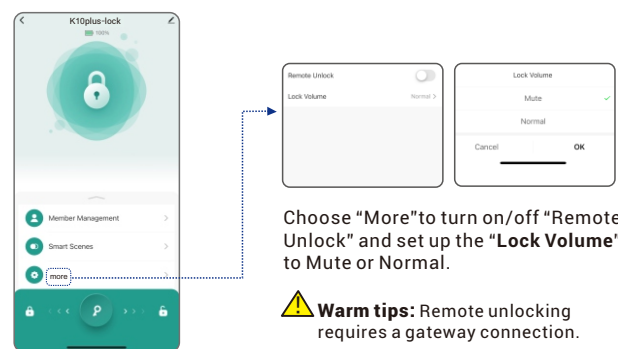 K10plus-lock
100%
Member Management
Smart Scenes
more
Remote Unlock
Lock Volume Normal
Lock Volume
Mute
Normal
Cancel OK
Choose “More”to turn on/off “Remote
Unlock” and set up the “Lock Volume”
to Mute or Normal.
Warm tips: Remote unlocking
requires a gateway connection.